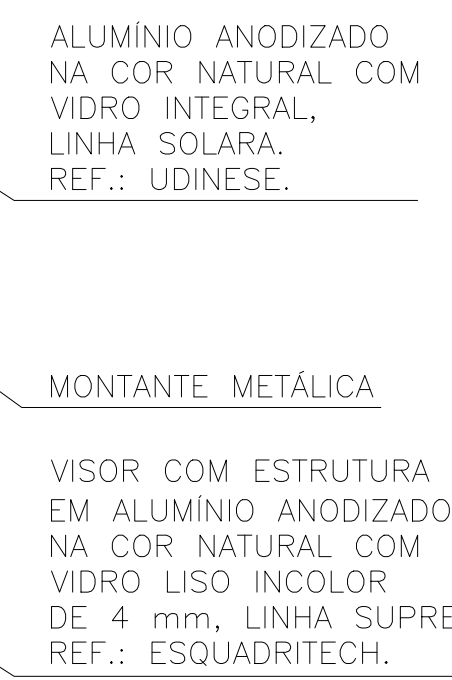 ALUMÍNIO ANODIZADO
NA COR NATURAL COM
VIDRO INTEGRAL,
LINHA SOLARA.
REF.: UDINESE.
MONTANTE METÁLICA
VISOR COM ESTRUTURA
EM ALUMÍNIO ANODIZADO
NA COR NATURAL COM
VIDRO LISO INCOLOR
DE 4 mm, LINHA
REF.: ESQUADRITECH.